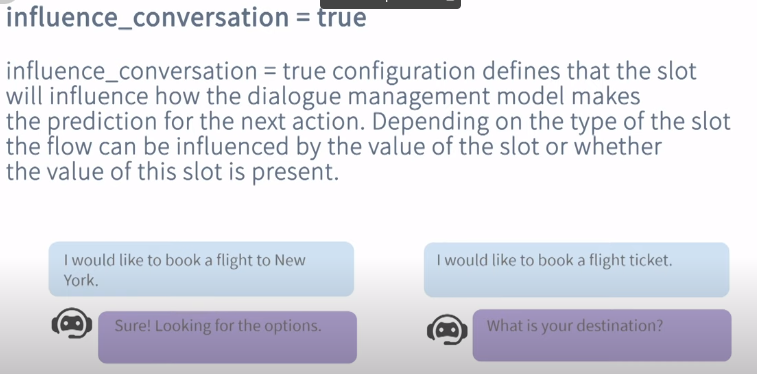 influence_conversation = true
influence_conversation = true configuration defines that the slot
will influence how the dialogue management model makes
the prediction for the next action. Depending on the type of the slot
the flow can be influenced by the value of the slot or whether
the value of this slot is present.
I would like to book a flight to New
York.
Sure! Looking for the options.
I would like to book a flight ticket.
What is your destination?